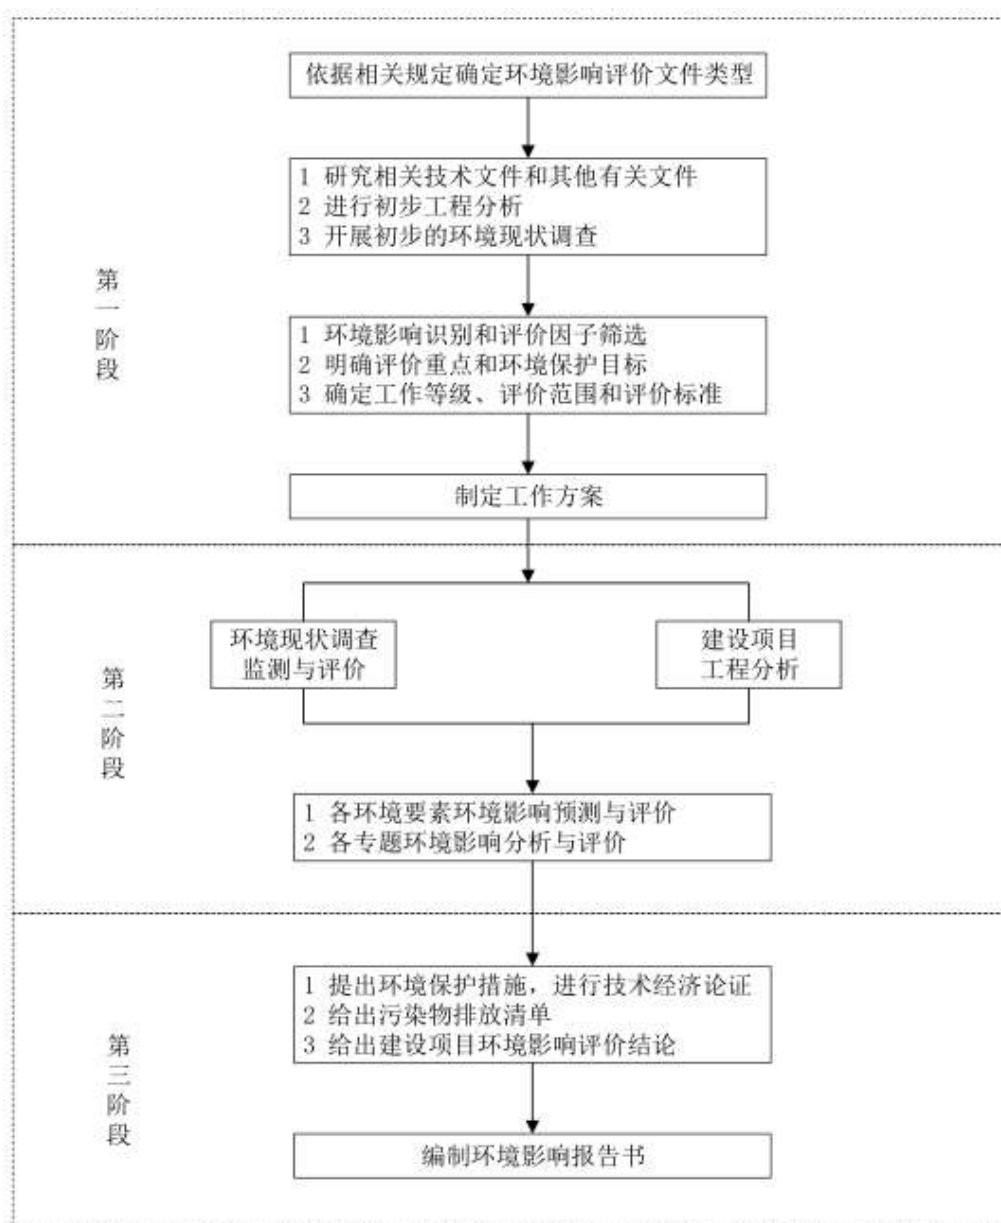 依据相关规定确定环境影响评价文件类型
1 研究相关技术文件和其他有关文件
2 进行初步工程分析
3 开展初步的环境现状调查
第一阶段
1 环境影响识别和评价因子筛选
2 明确评价重点和环境保护目标
3 确定工作等级、评价范围和评价标准
制定工作方案
第二阶段
环境现状调查
监测与评价
建设项目
工程分析
1 各环境要素环境影响预测与评价
2 各专题环境影响分析与评价
第三阶段
1 提出环境保护措施，进行技术经济论证
2 给出污染物排放清单
3 给出建设项目环境影响评价结论
编制环境影响报告书